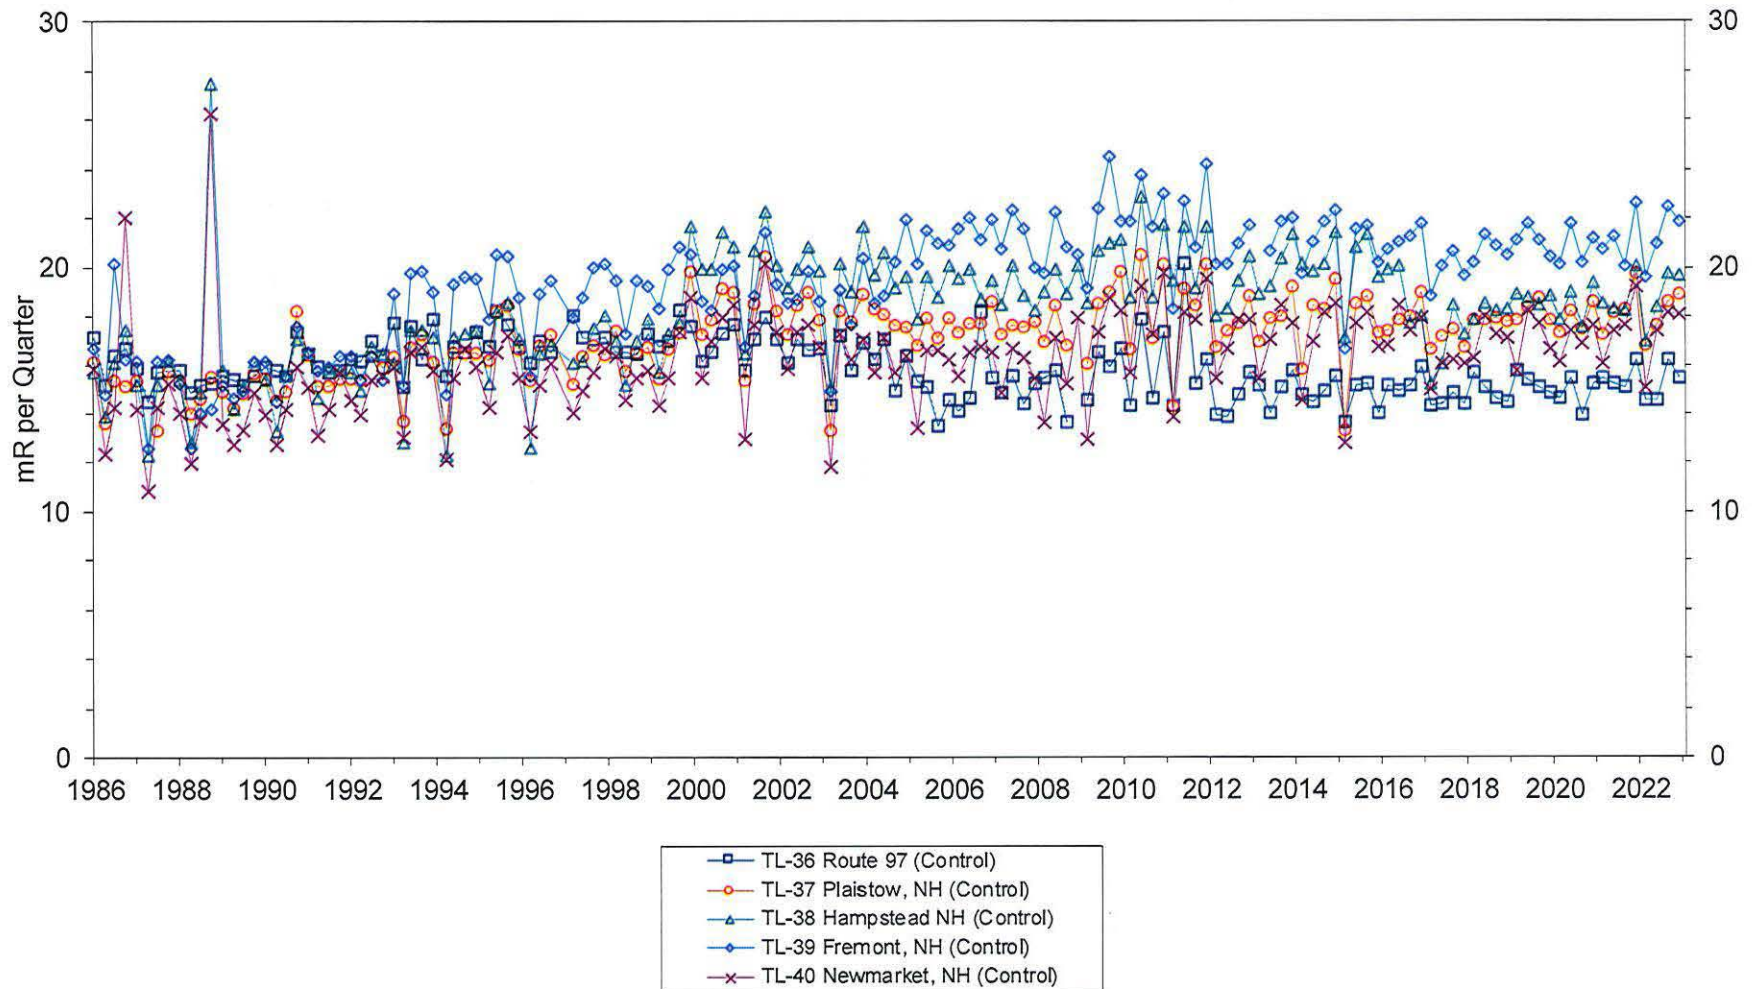 30
30
20
20
mR per Quarter
10
10
0
0
1986 1988 1990 1992 1994 1996 1998 2000 2002 2004 2006 2008 2010 2012 2014 2016 2018 2020 2022
TL-36 Route 97 (Control)
TL-37 Plaistow, NH (Control)
TL-38 Hampstead NH (Control)
TL-39 Fremont, NH (Control)
TL-40 Newmarket, NH (Control)